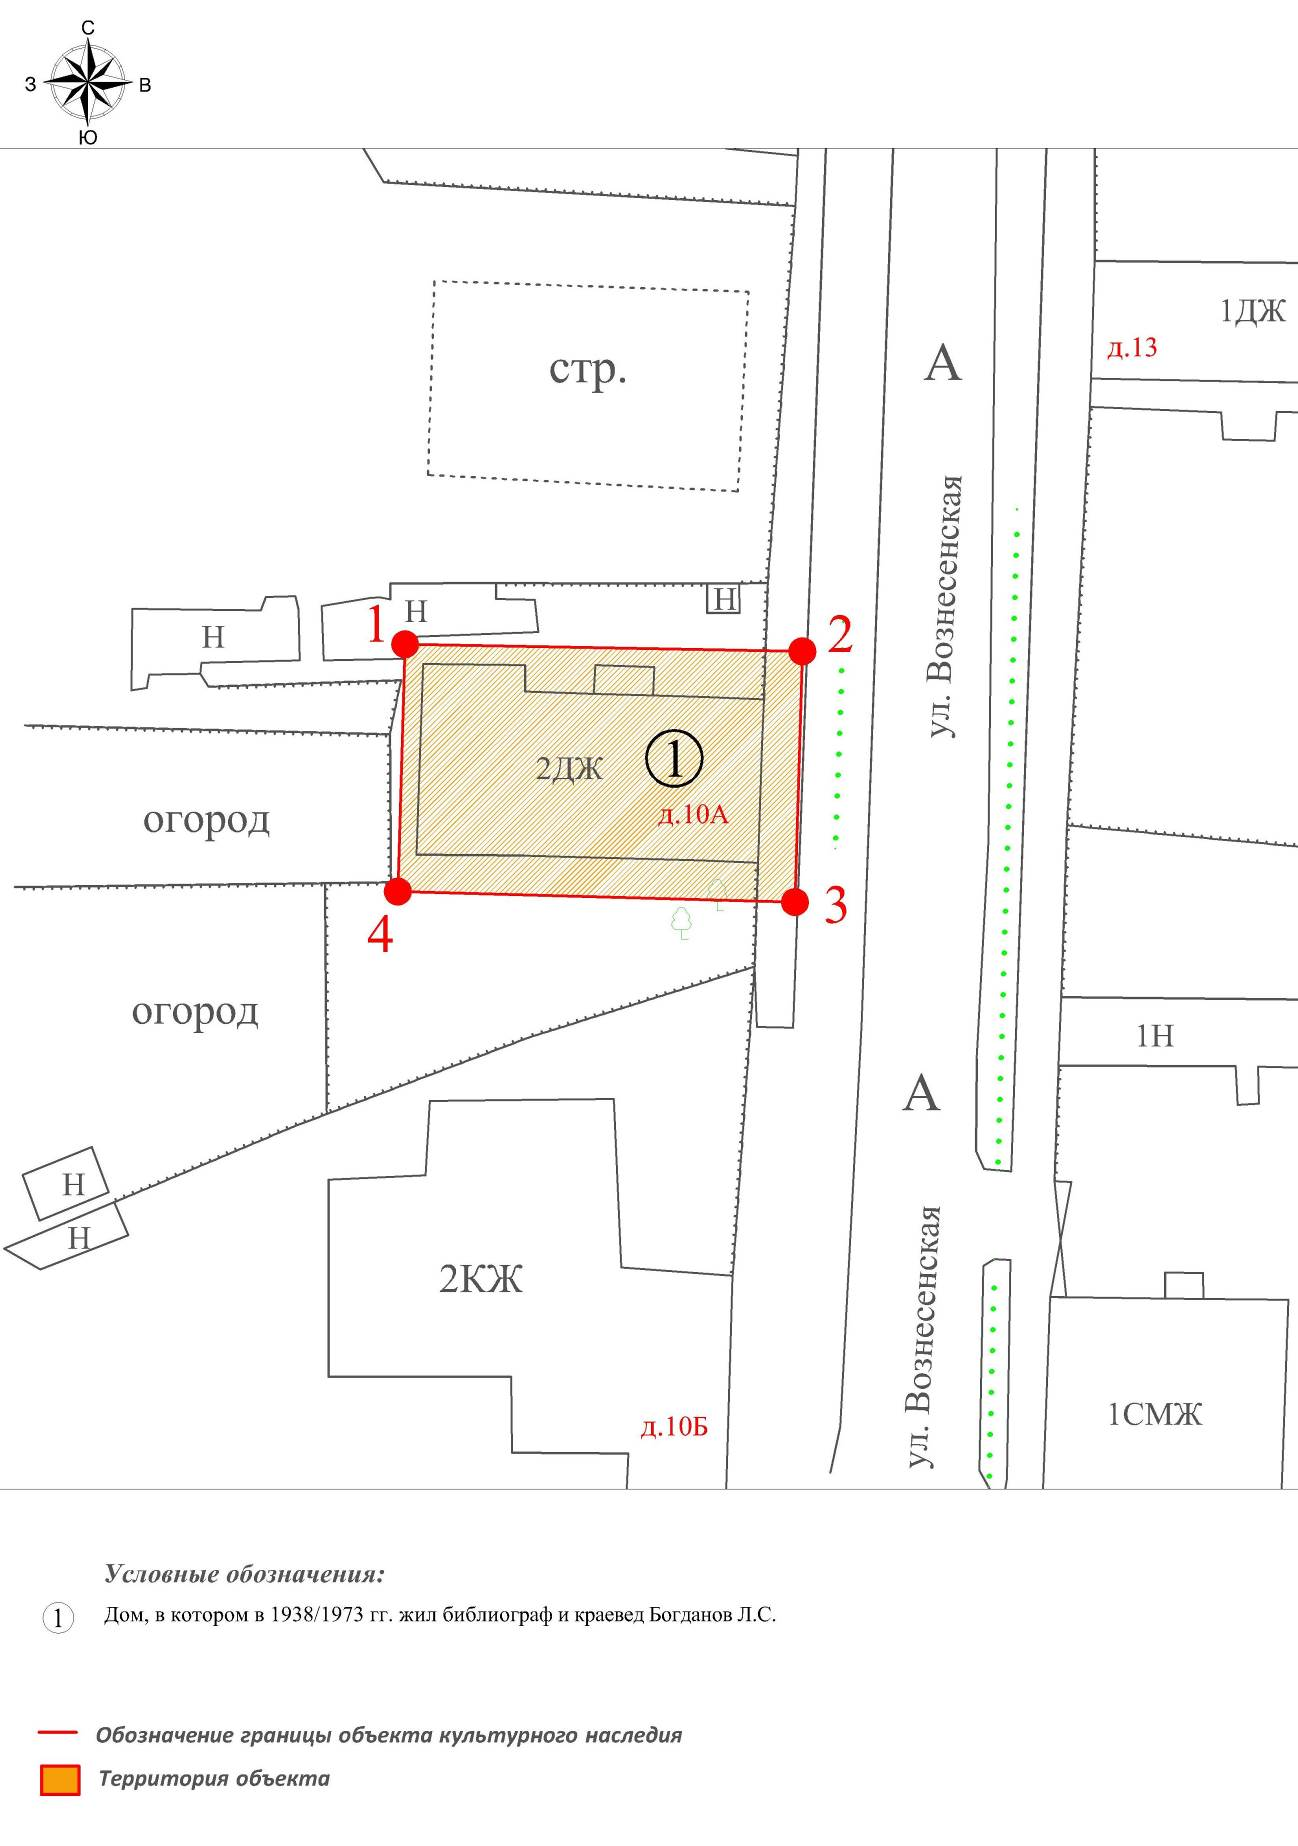 С
З
В
Ю
1ДЖ
д.13
А
стр.
ул. Вознесенская
Н
Н
Н
1
2
2ДЖ
1
д.10А
огород
3
4
огород
1Н
А
Н
Н
2КЖ
ул. Вознесенская
1СМЖ
д.10Б
Условные обозначения:
1 Дом, в котором в 1938/1973 гг. жил библиограф и краевед Богданов Л.С.
Обозначение границы объекта культурного наследия
Территория объекта